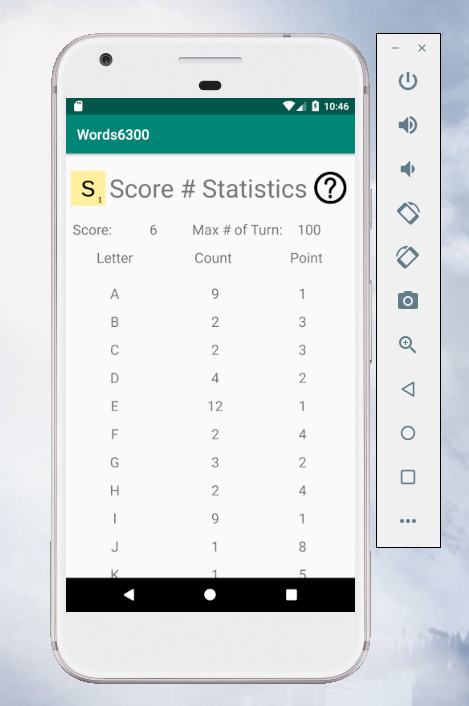 10:46
Words6300
S1 Score # Statistics ?
Score: 6 Max # of Turn: 100
Letter Count Point
A 9 1
B 2 3
C 2 3
D 4 2
E 12 1
F 2 4
G 3 2
H 2 4
I 9 1
J 1 8
K 1 5